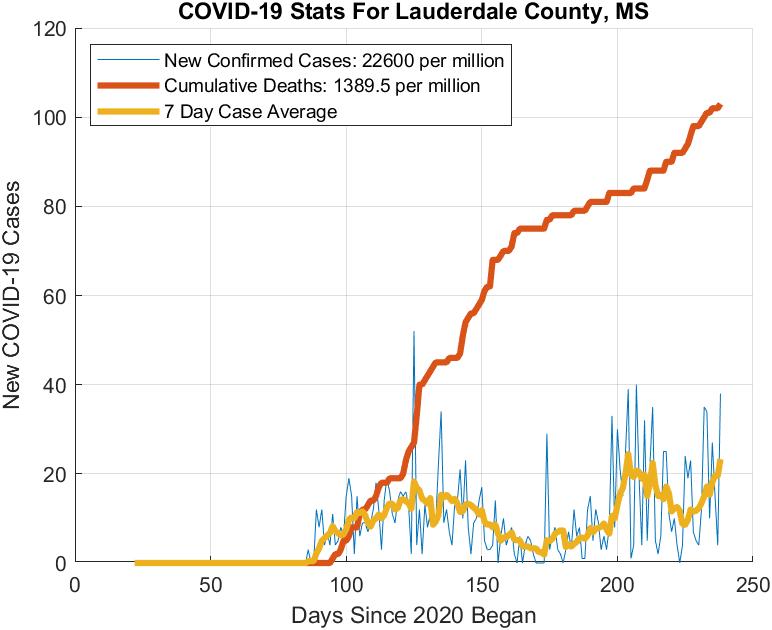 COVID-19 Stats For Lauderdale County, MS
New Confirmed Cases: 22600 per million
Cumulative Deaths: 1389.5 per million
7 Day Case Average
New COVID-19 Cases
120
100
80
60
40
20
0
0 50 100 150 200 250
Days Since 2020 Began